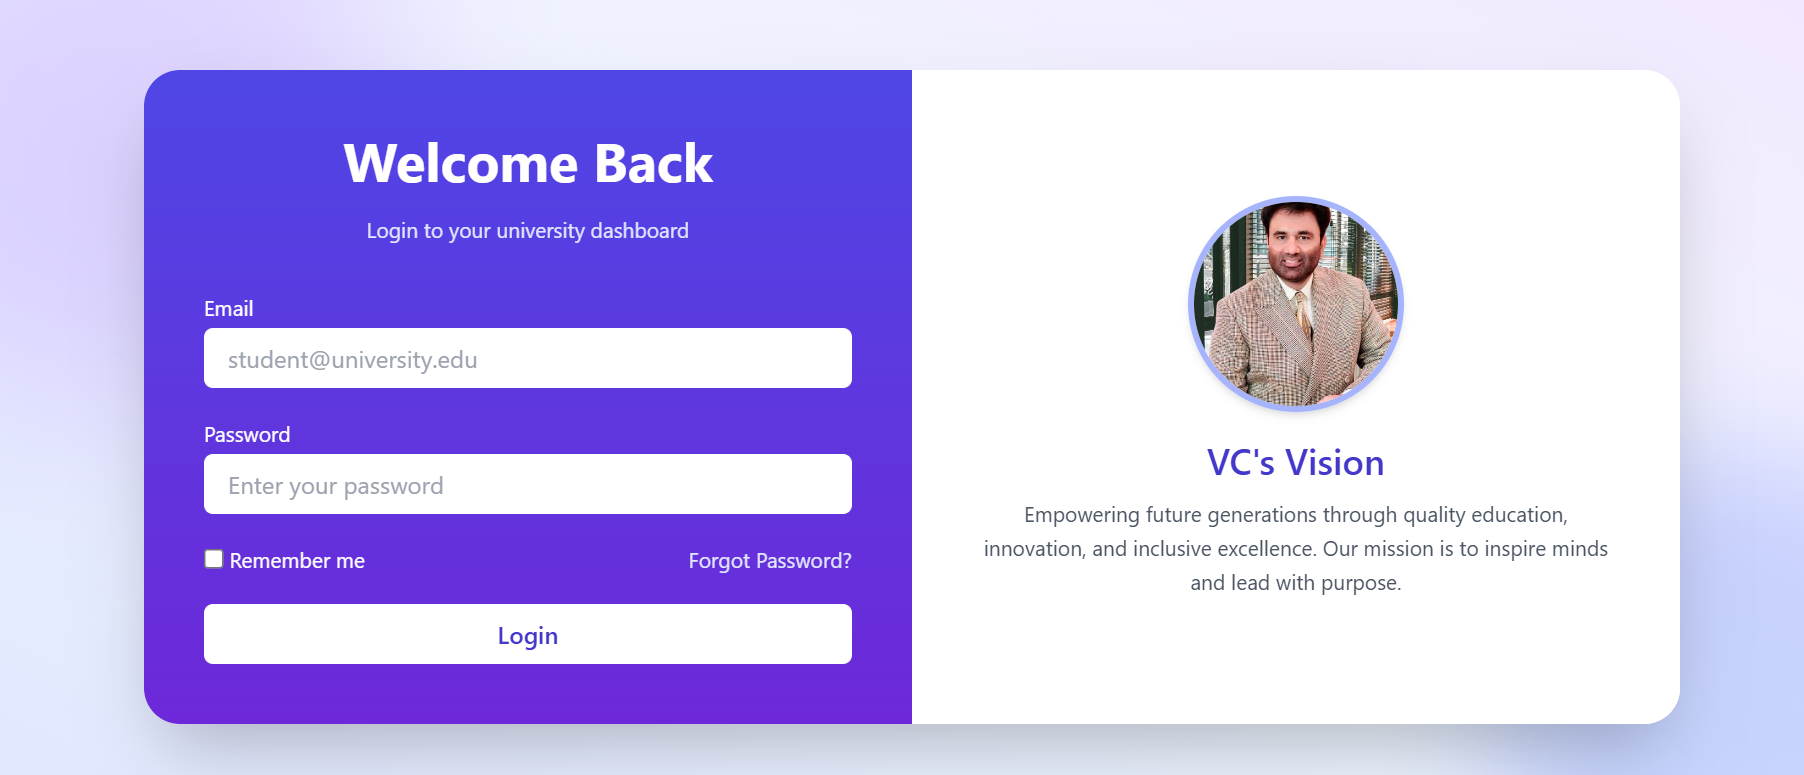 Welcome Back
Login to your university dashboard
Email
student@university.edu
Password
Enter your password
Remember me
Forgot Password?
Login
VC's Vision
Empowering future generations through quality education,
innovation, and inclusive excellence. Our mission is to inspire minds
and lead with purpose.